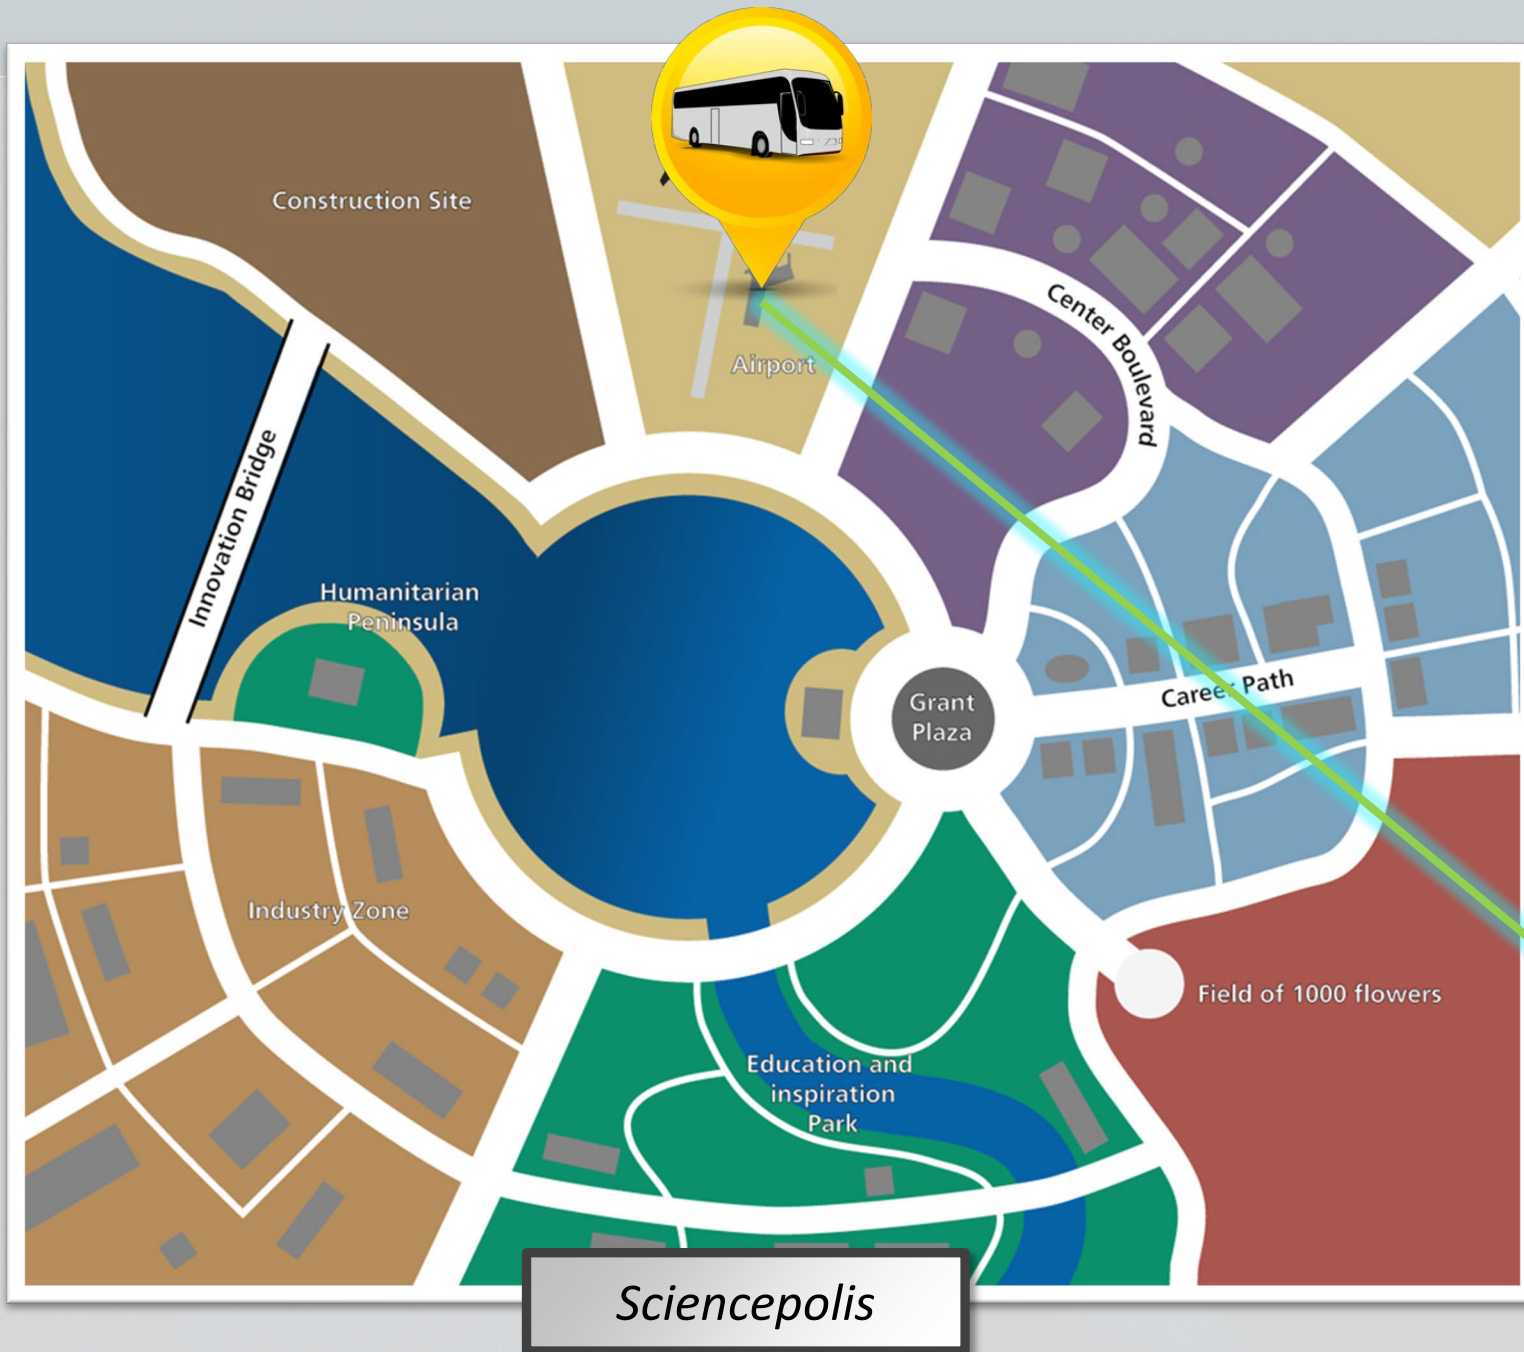 Construction Site
Airport
Center Boulevard
Innovation Bridge
Humanitarian
Peninsula
Grant
Plaza
Career Path
Industry Zone
Field of 1000 flowers
Education and
inspiration
Park
Sciencepolis